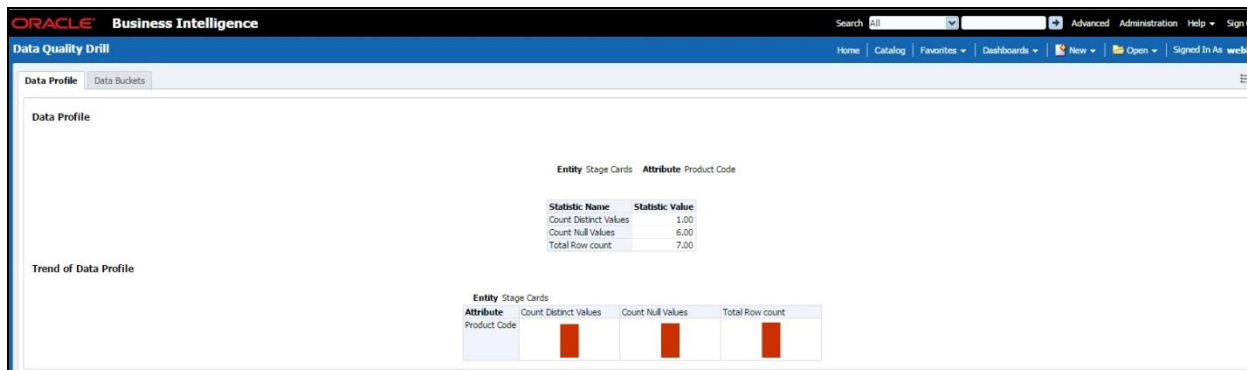 ORACLE Business Intelligence Search All Advanced Administration Help Sign
Data Quality Drill Home Catalog Favorites Dashboards New Open Signed In As
Data Profile Data Buckets
Data Profile
Entity Stage Cards Attribute Product Code
Statistic Name Statistic Value
Count Distinct Values 1.00
Count Null Values 6.00
Total Row count 7.00
Trend of Data Profile
Entity Stage Cards
Attribute Count Distinct Values Count Null Values Total Row count
Product Code